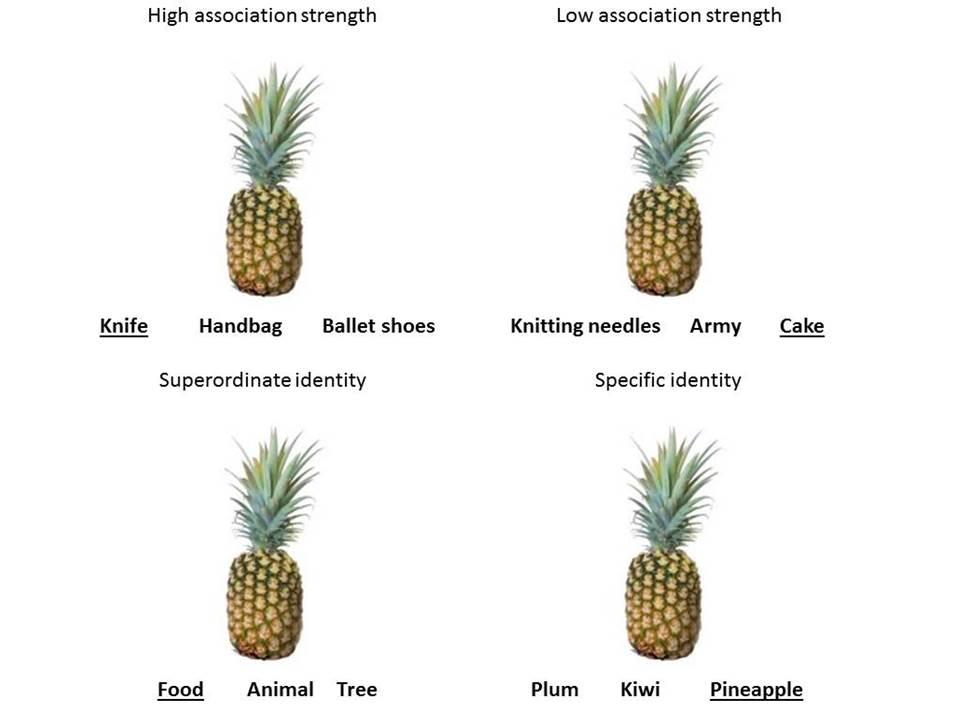 High association strength
Low association strength
Knife Handbag Ballet shoes
Knitting needles Army Cake
Superordinate identity
Specific identity
Food Animal Tree
Plum Kiwi Pineapple